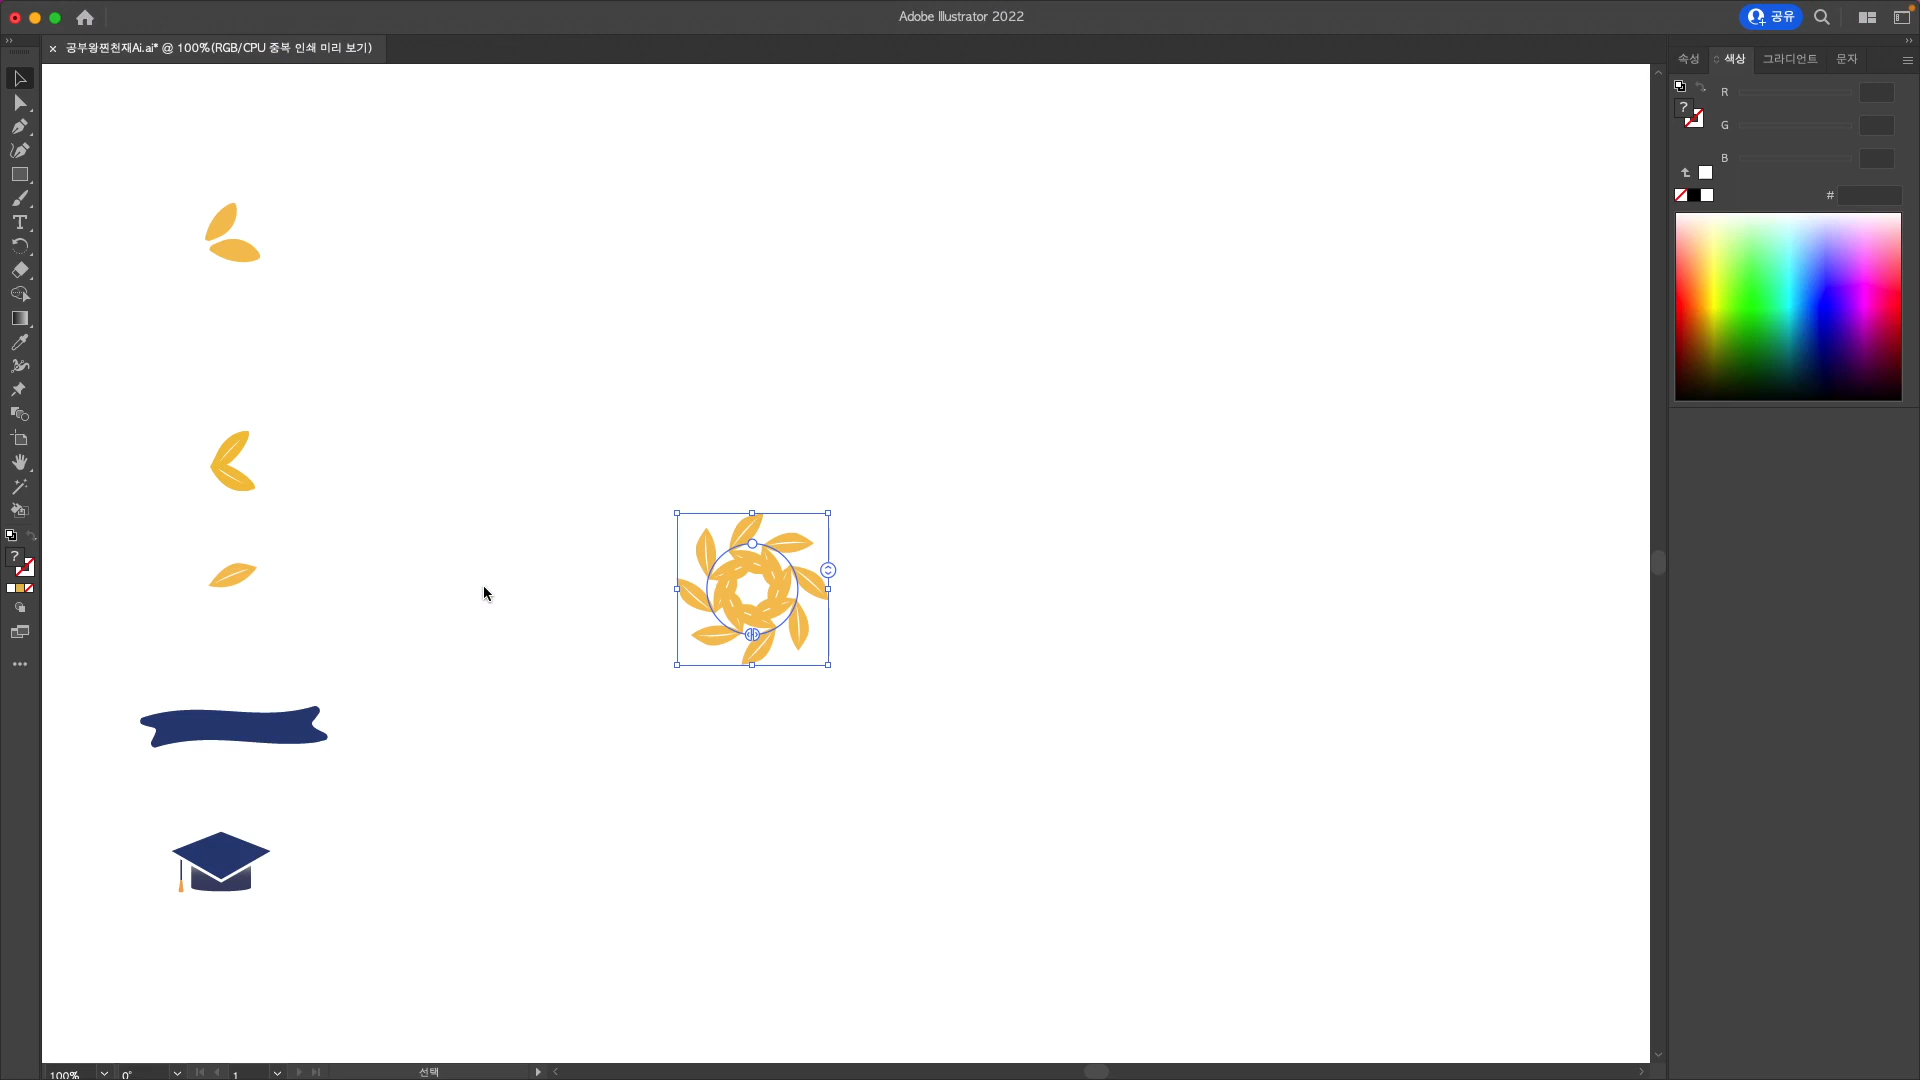 Adobe Illustrator 2022
공유
× 공부왕찐천재Ai.ai* @ 100%(RGB/CPU 중복 인쇄 미리 보기)
속성 색상 그라디언트 문자
R
?
G
B
#
?
100% 0° 1 선택